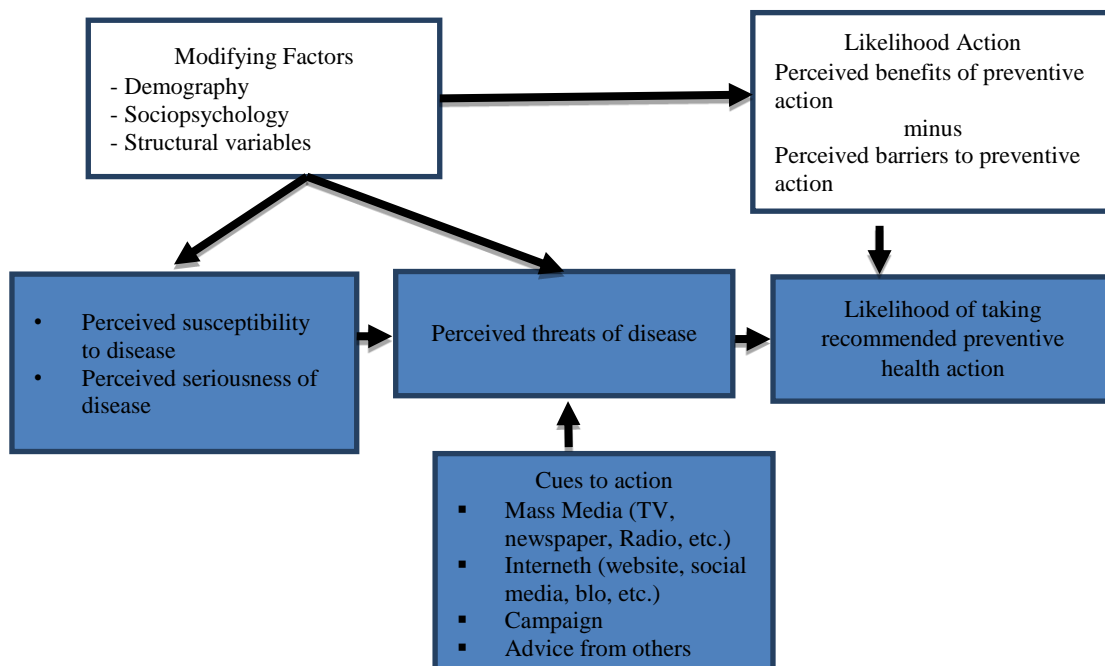 Modifying Factors
- Demography
- Sociopsychology
- Structural variables
Likelihood Action
Perceived benefits of preventive
action
minus
Perceived barriers to preventive
action
• Perceived susceptibility
to disease
• Perceived seriousness of
disease
Perceived threats of disease
Likelihood of taking
recommended preventive
health action
Cues to action
▪ Mass Media (TV,
newspaper, Radio, etc.)
▪ Interneth (website, social
media, blo, etc.)
▪ Campaign
▪ Advice from others